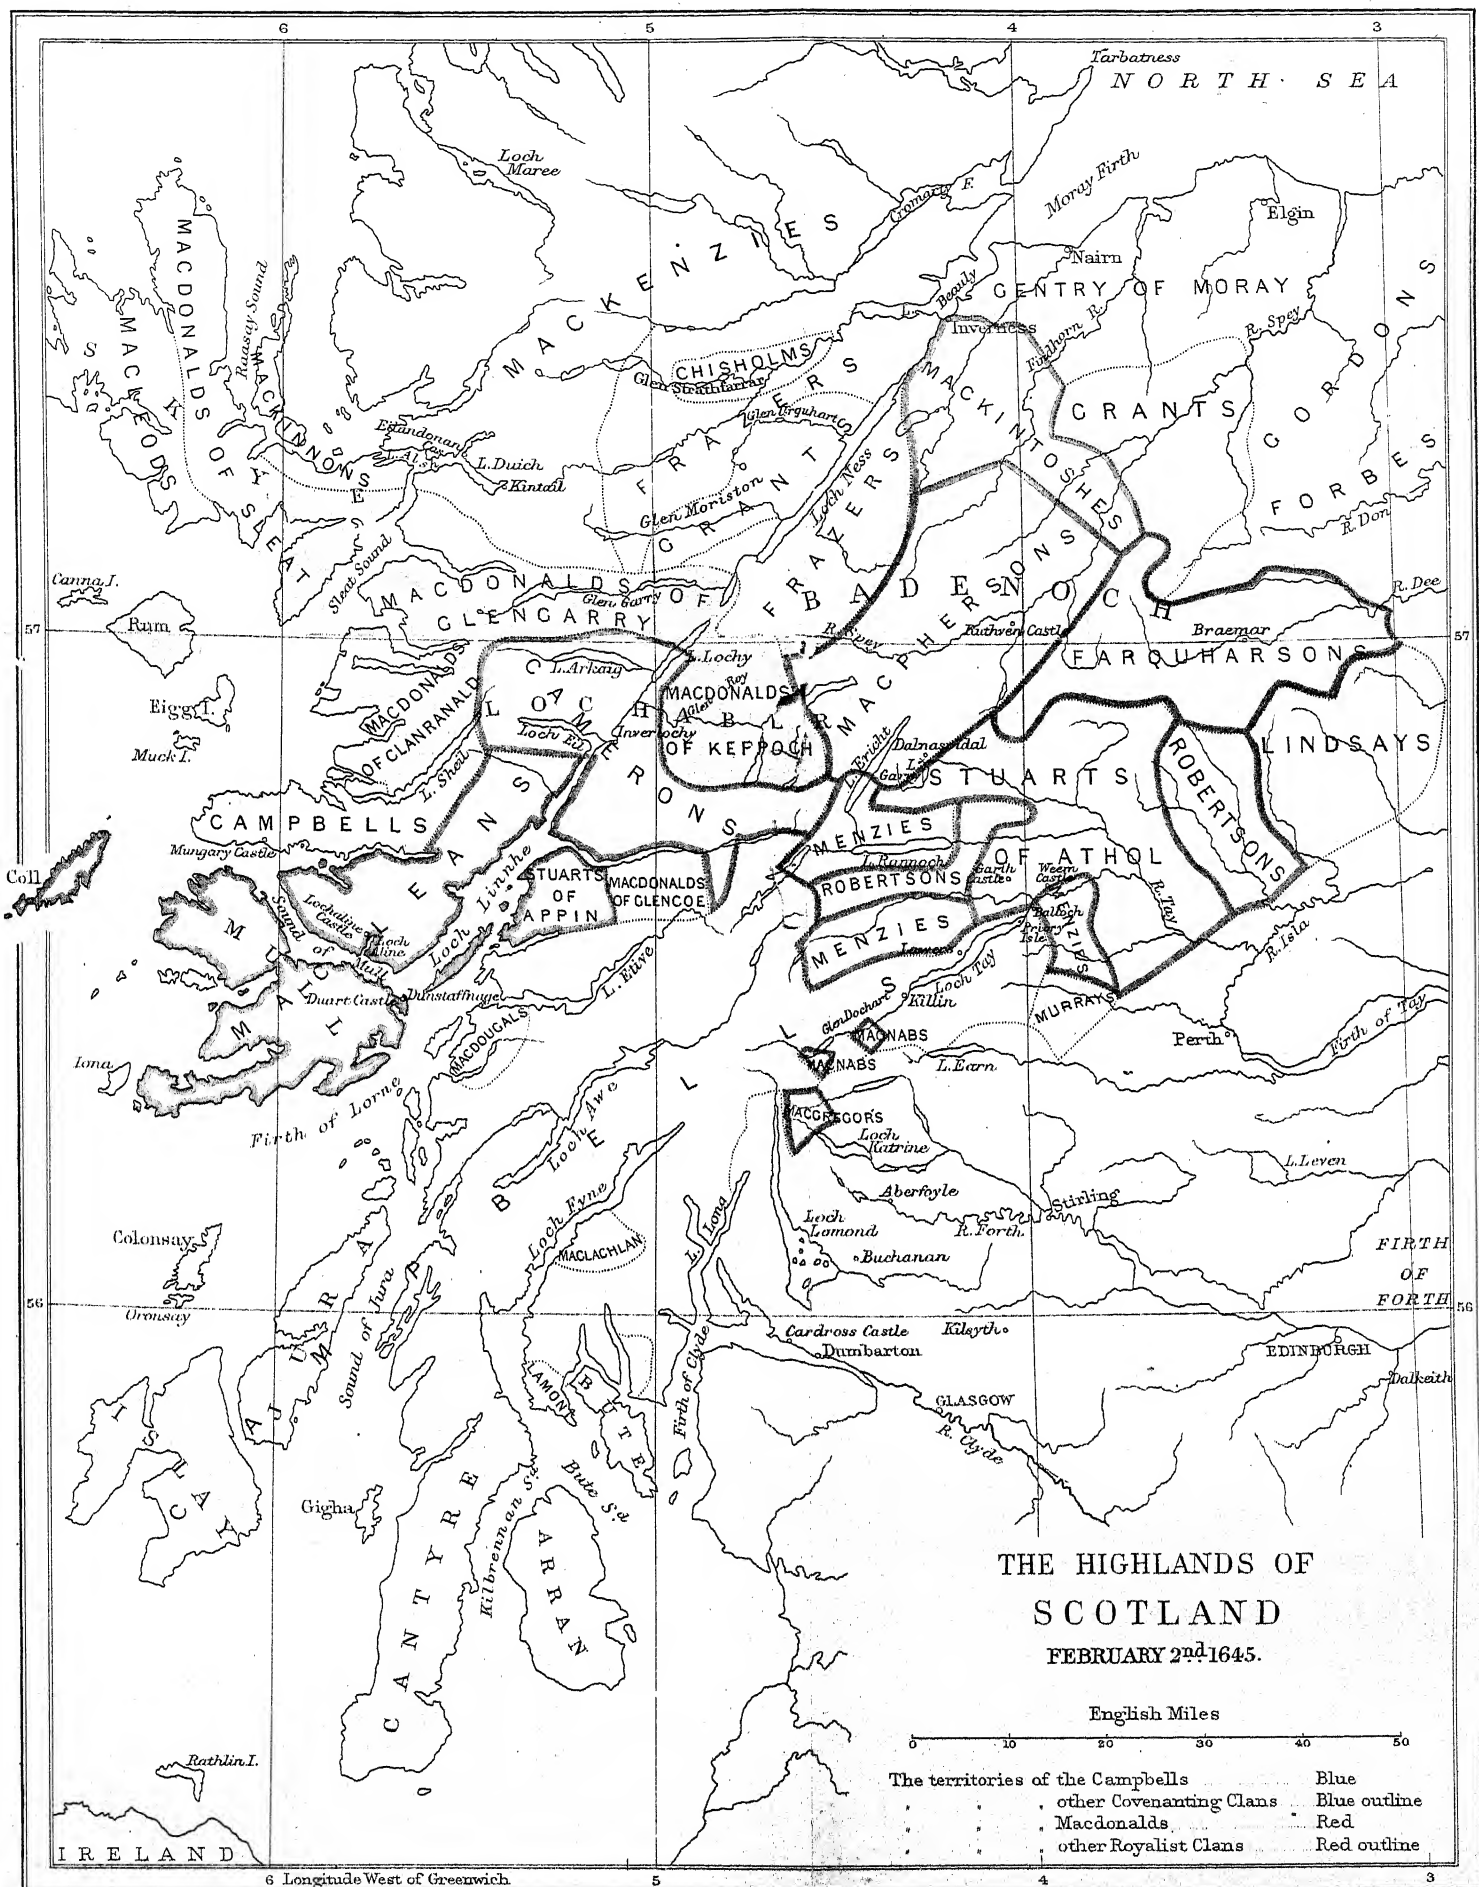 6 5 4 3
Tarbatness
NORTH SEA
Loch
Maree
Cromarty F.
Moray Firth
Elgin
Nairn
MACKENZIES
L. Beauly
GENTRY OF MORAY
Inverness
Findhorn R.
R. Spey
GORDONS
MACDONALDS OF SLEAT
Raasay Sound
MACKINNONS
MACLEODS
SKYE
CHISHOLMS
Glen Strathfarrar
FRAZERS
Glen Urquhart
GRANTS
MACKINTOSHES
GRANTS
Eilandonan
Cas.
L. Alsh
L. Duich
Kintail
Glen Moriston
Loch Ness
FRAZERS
FORBES
R. Don
Sleat Sound
Canna I.
Rum
MACDONALDS OF
GLENGARRY
Glen Garry
BADENOCH
MACPHERSONS
R. Spey
Ruthven Castle
R. Dee
Braemar
FARQUHARSONS
57 57
Eigg I.
Muck I.
MACDONALDS
OF CLANRANALD
L. Arkaig
L. Lochy
CAMERONS
LOCHABER
Loch Eil
Inverlochy
MACDONALDS
Glen Roy
OF KEPPOCH
L. Sheil
L. Ericht
Dalnaspidal
L.
Garry
STUARTS
OF ATHOL
ROBERTSONS
LINDSAYS
CAMPBELLS
Mungary Castle
Coll
MACLEANS
Loch Linnhe
STUARTS
OF
APPIN
MACDONALDS
OF GLENCOE
MENZIES
L. Rannoch
ROBERTSONS
Garth
Castle
Weem
Castle
MENZIES
Lawers
Balloch
Priory
Isle
MENZIES
R. Tay
R. Isla
MULL
Sound of Mull
Lochaline
Castle
Loch
Aline
Duart Castle
Dunstaffnage
L. Etive
Loch Tay
Killin
Glen Dochart
MACNABS
MACNABS
MURRAYS
Perth
Firth of Tay
L. Earn
Iona
MACDOUGALS
Firth of Lorne
Loch Awe
CAMPBELLS
MACGREGORS
Loch
Katrine
L. Leven
Aberfoyle
Stirling
Loch
Lomond
R. Forth
Buchanan
Loch Fyne
L. Long
MACLACHLAN
Colonsay
Oronsay
JURA
Sound of Jura
FIRTH
OF
FORTH
56 56
Cardross Castle
Kilsyth
Dumbarton
EDINBURGH
Dalkeith
GLASGOW
R. Clyde
Firth of Clyde
LAMONT
BUTE
Bute Sd.
ISLAY
Gigha
CANTYRE
Kilbrennan Sd.
ARRAN
Rathlin I.
IRELAND
THE HIGHLANDS OF
SCOTLAND
FEBRUARY 2nd. 1645.
English Miles
0 10 20 30 40 50
The territories of the Campbells Blue
" " " other Covenanting Clans Blue outline
" " " Macdonalds Red
" " " other Royalist Clans Red outline
6 Longitude West of Greenwich 5 4 3